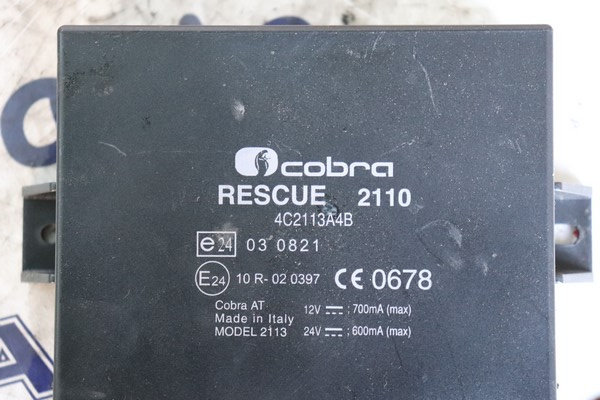 cobra
RESCUE 2110
4C2113A4B
e24 03 0821
E24 10 R- 02 0397 CE 0678
Cobra AT 12V : 700mA (max)
Made in Italy
MODEL 2113 24V : 600mA (max)